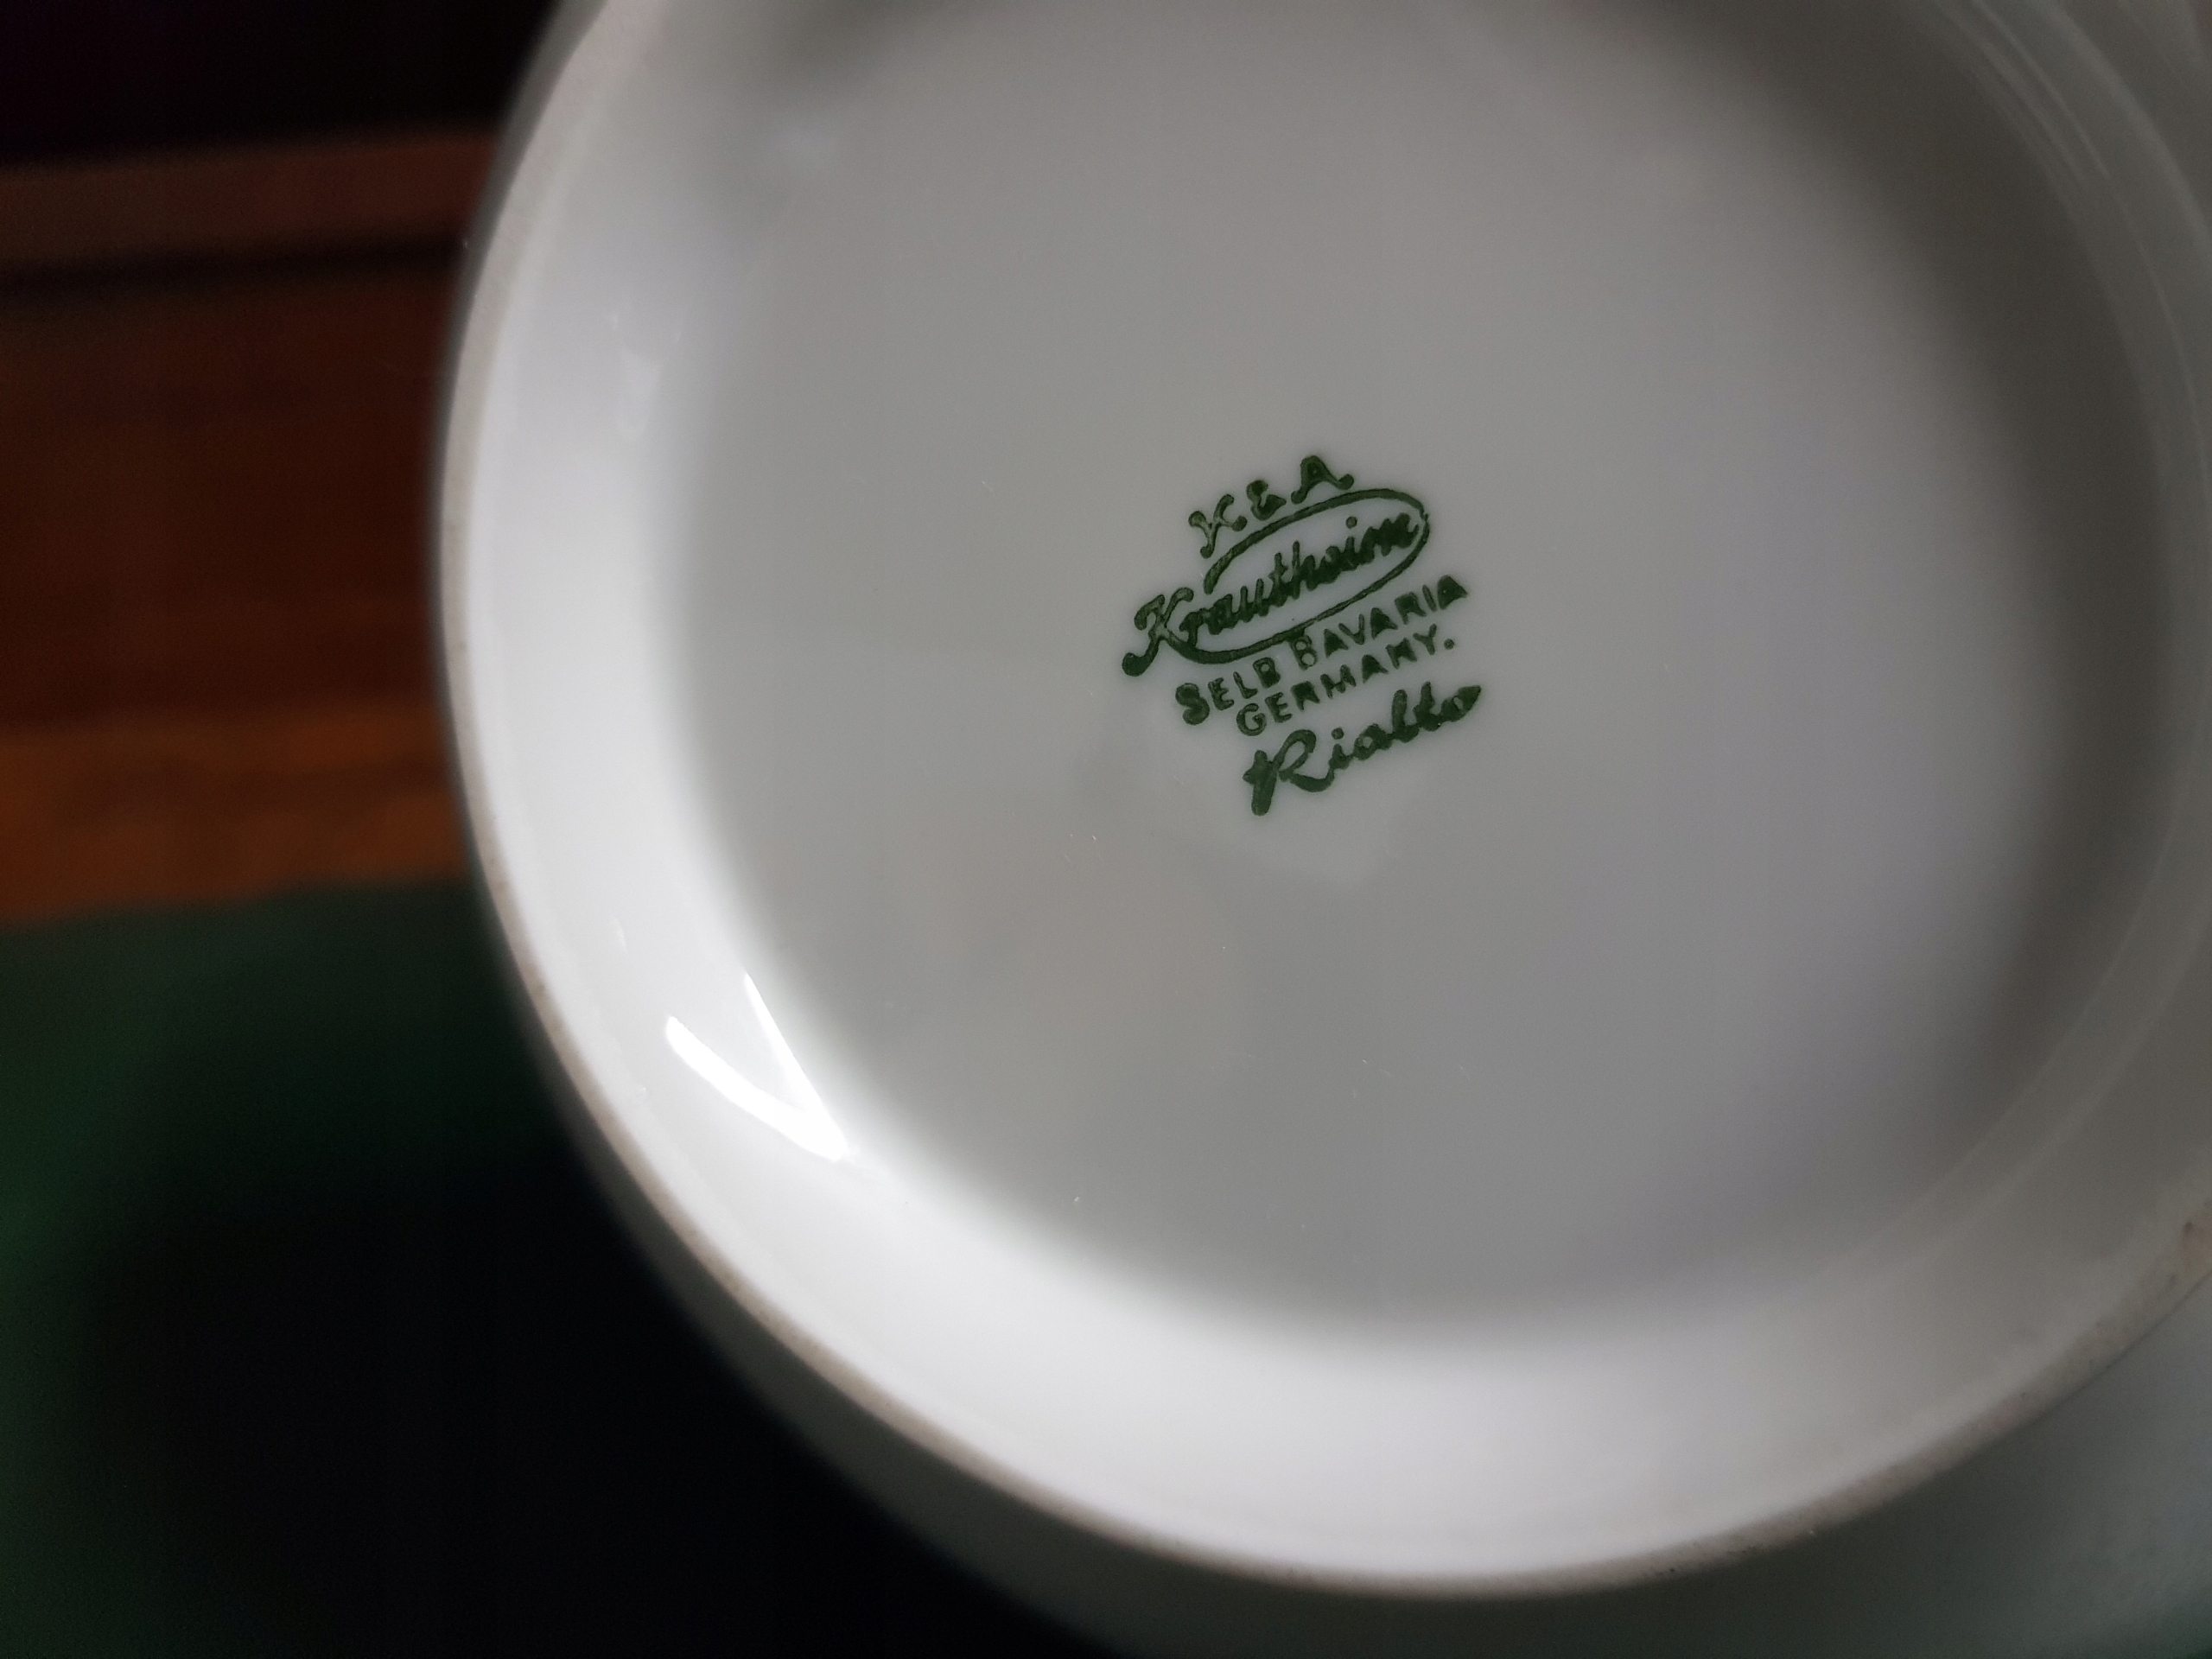 K&A
Krautheim
SELB BAVARIA
GERMANY.
Rialto